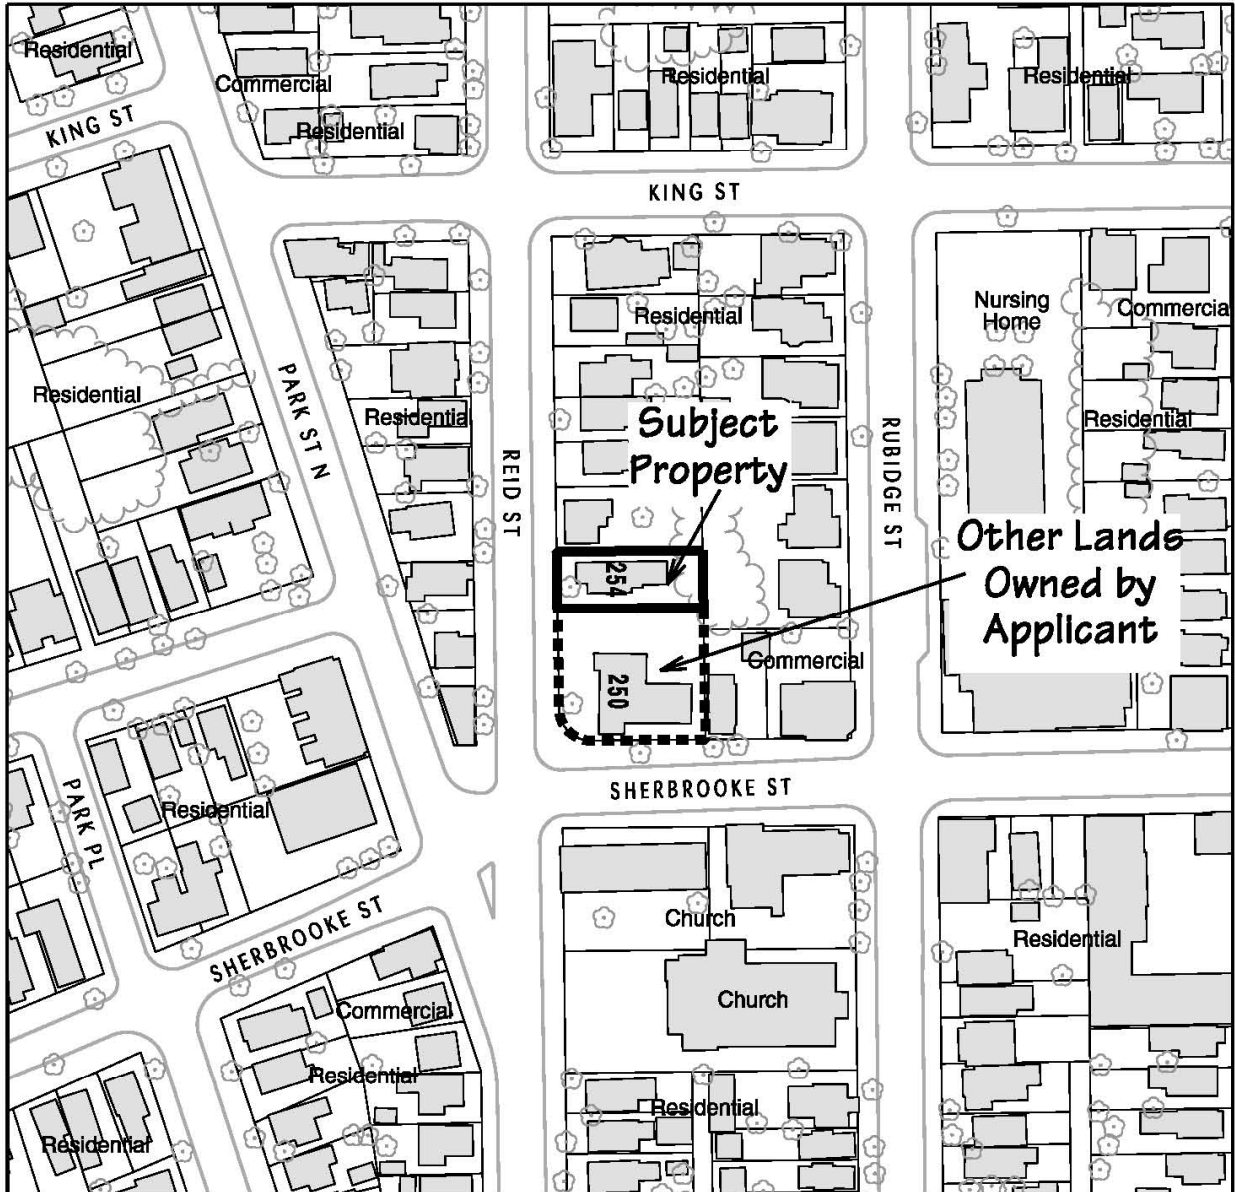 Residential
Commercial
Residential
Residential
Residential
KING ST
KING ST
Nursing
Home
Commercia
Residential
Residential
PARK ST N
Residential
Residential
Subject
Property
REID ST
RUBIDGE ST
Other Lands
Owned by
Applicant
254
Commercial
250
SHERBROOKE ST
PARK PL
Residential
Church
SHERBROOKE ST
Residential
Church
Commercial
Residential
Residential
Residential